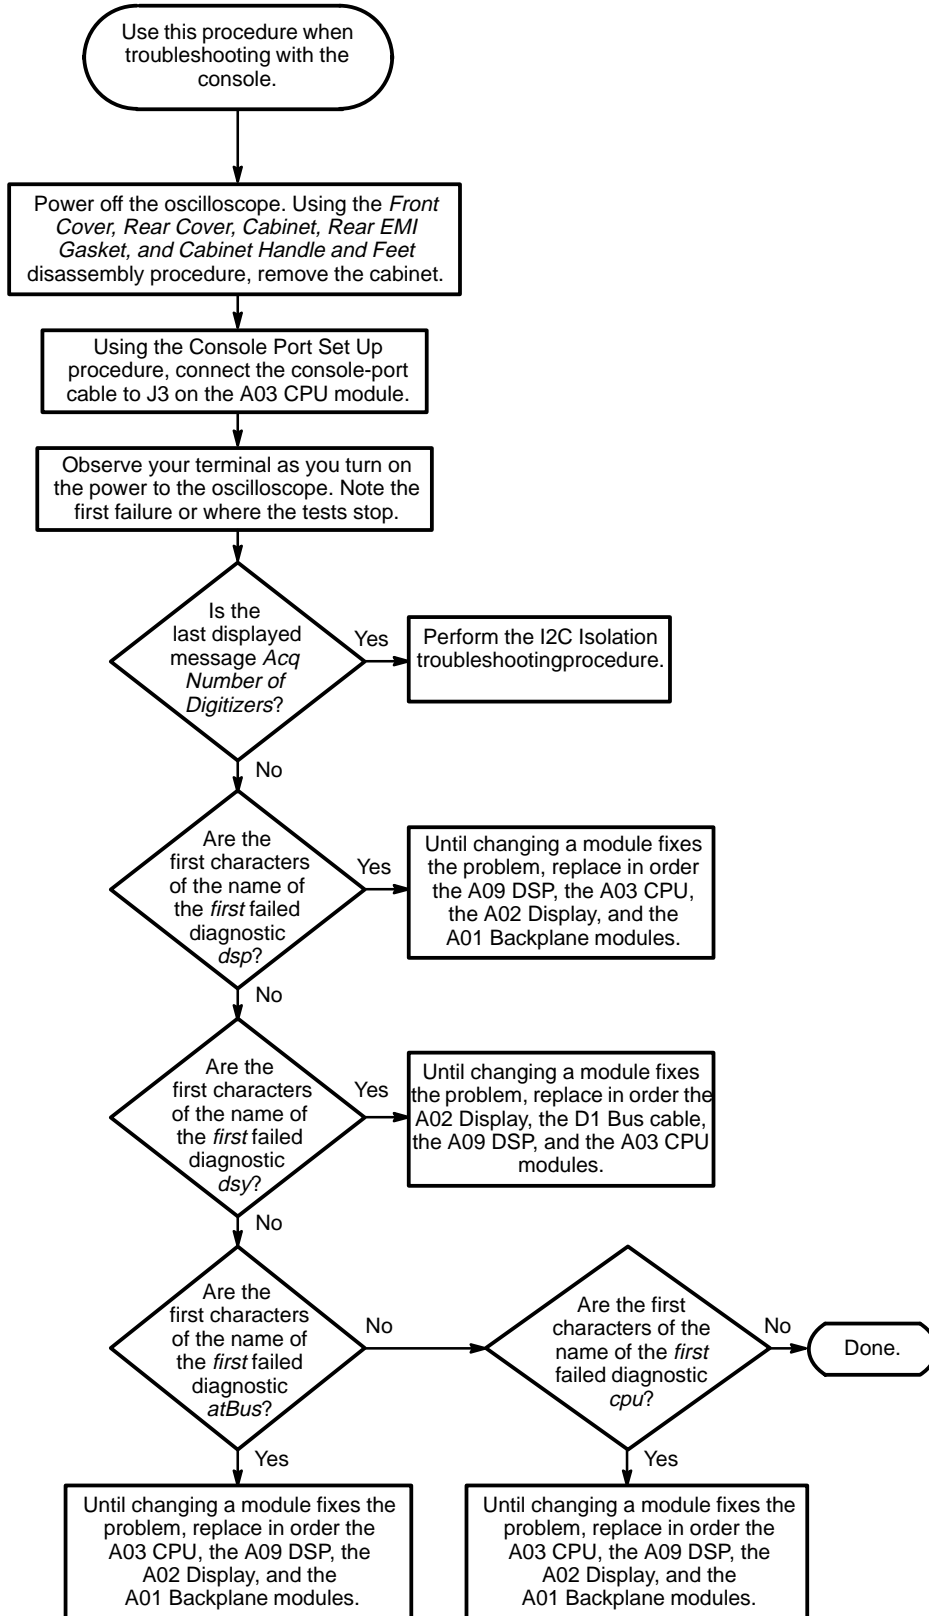 Use this procedure when
troubleshooting with the
console.
Power off the oscilloscope. Using the Front
Cover, Rear Cover, Cabinet, Rear EMI
Gasket, and Cabinet Handle and Feet
disassembly procedure, remove the cabinet.
Using the Console Port Set Up
procedure, connect the console-port
cable to J3 on the A03 CPU module.
Observe your terminal as you turn on
the power to the oscilloscope. Note the
first failure or where the tests stop.
Is the
last displayed
message Acq
Number of
Digitizers?
Yes
Perform the I2C Isolation
troubleshootingprocedure.
No
Are the
first characters
of the name of
the first failed
diagnostic
dsp?
Yes
Until changing a module fixes
the problem, replace in order
the A09 DSP, the A03 CPU,
the A02 Display, and the
A01 Backplane modules.
No
Are the
first characters
of the name of
the first failed
diagnostic
dsy?
Yes
Until changing a module fixes
the problem, replace in order the
A02 Display, the D1 Bus cable,
the A09 DSP, and the A03 CPU
modules.
No
Are the
first characters
of the name of
the first failed
diagnostic
atBus?
No
Are the first
characters of the
name of the first
failed diagnostic
cpu?
No
Done.
Yes
Until changing a module fixes the
problem, replace in order the
A03 CPU, the A09 DSP, the
A02 Display, and the
A01 Backplane modules.
Yes
Until changing a module fixes the
problem, replace in order the
A03 CPU, the A09 DSP, the
A02 Display, and the
A01 Backplane modules.